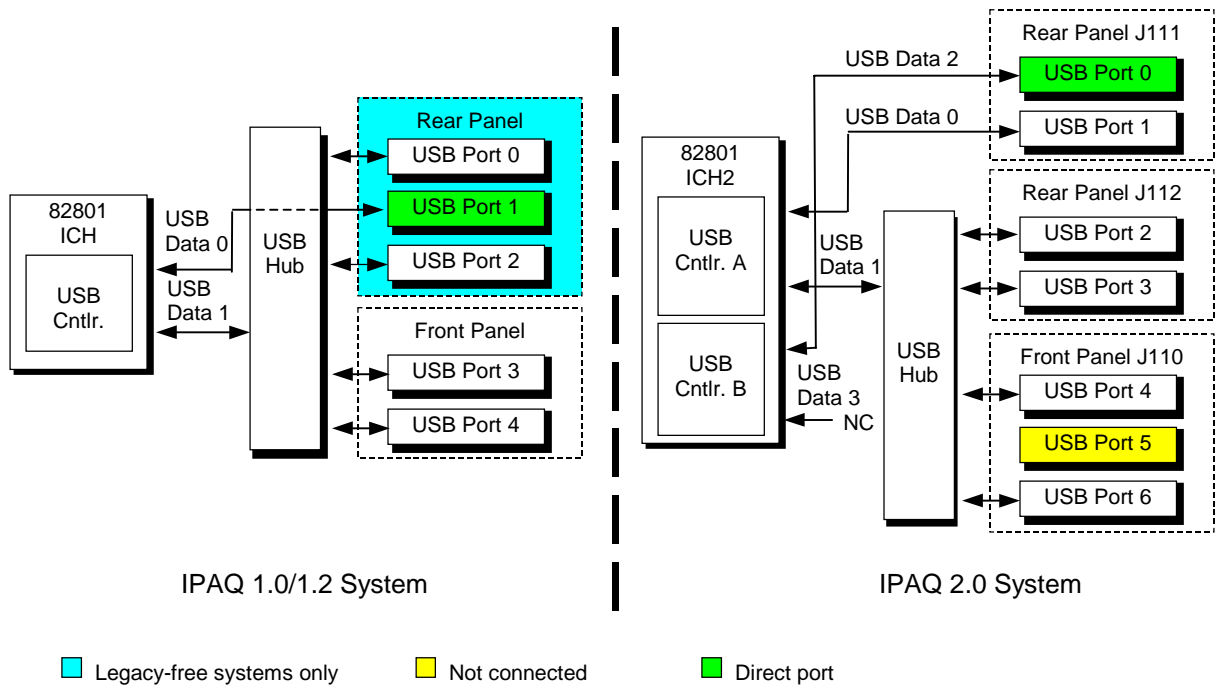 Rear Panel
USB Port 0
USB Port 1
USB Port 2
82801
ICH
USB
Cntlr.
USB
Data 0
USB
Data 1
USB
Hub
Front Panel
USB Port 3
USB Port 4
IPAQ 1.0/1.2 System
Rear Panel J111
USB Data 2
USB Port 0
USB Data 0
USB Port 1
82801
ICH2
USB
Cntlr. A
USB
Cntlr. B
USB
Data 1
USB
Data 3
NC
USB
Hub
Rear Panel J112
USB Port 2
USB Port 3
Front Panel J110
USB Port 4
USB Port 5
USB Port 6
IPAQ 2.0 System
Legacy-free systems only
Not connected
Direct port